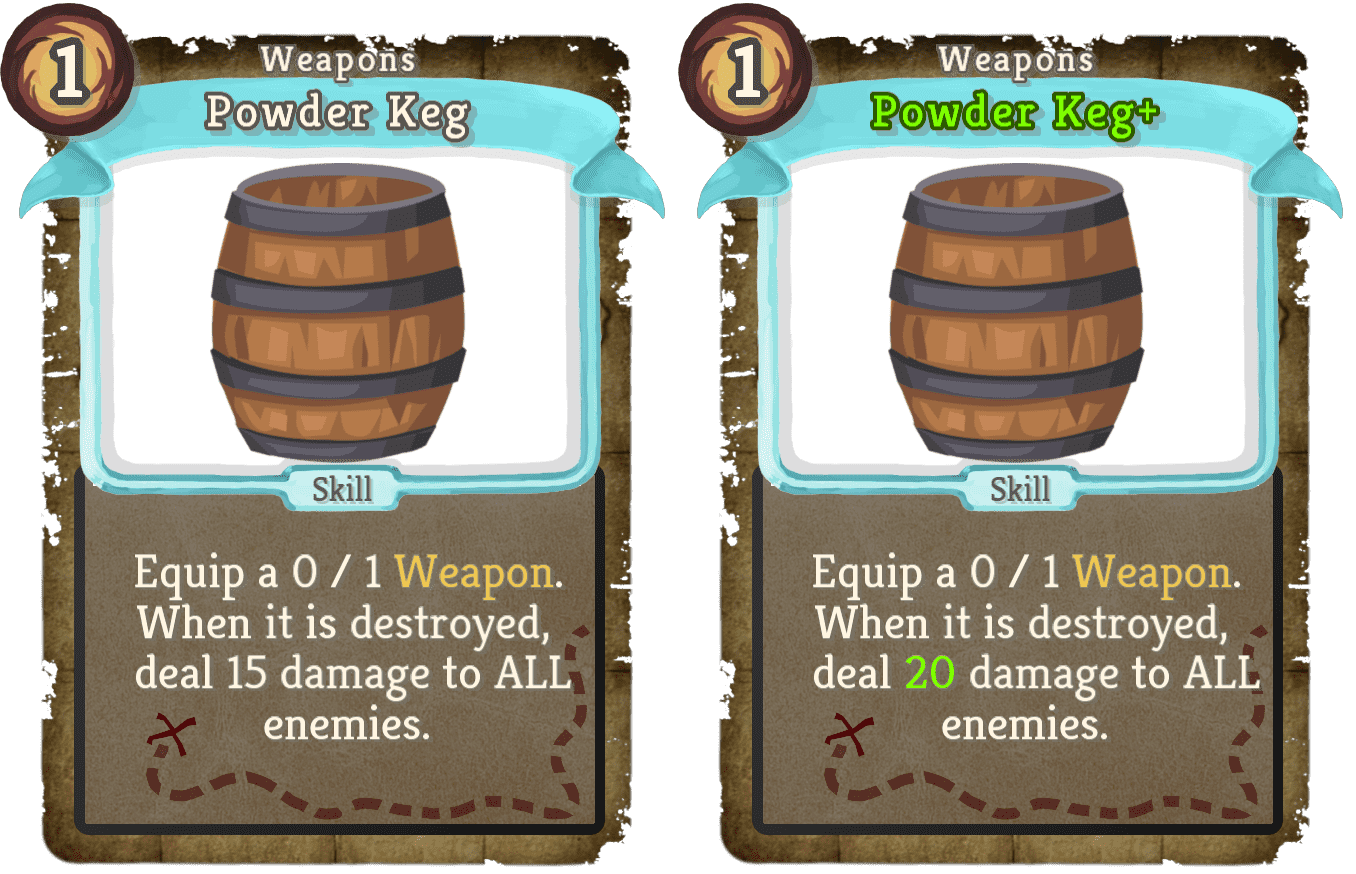 1
Weapons
Powder Keg
Skill
Equip a 0 / 1 Weapon.
When it is destroyed,
deal 15 damage to ALL
enemies.
1
Weapons
Powder Keg+
Skill
Equip a 0 / 1 Weapon.
When it is destroyed,
deal 20 damage to ALL
enemies.